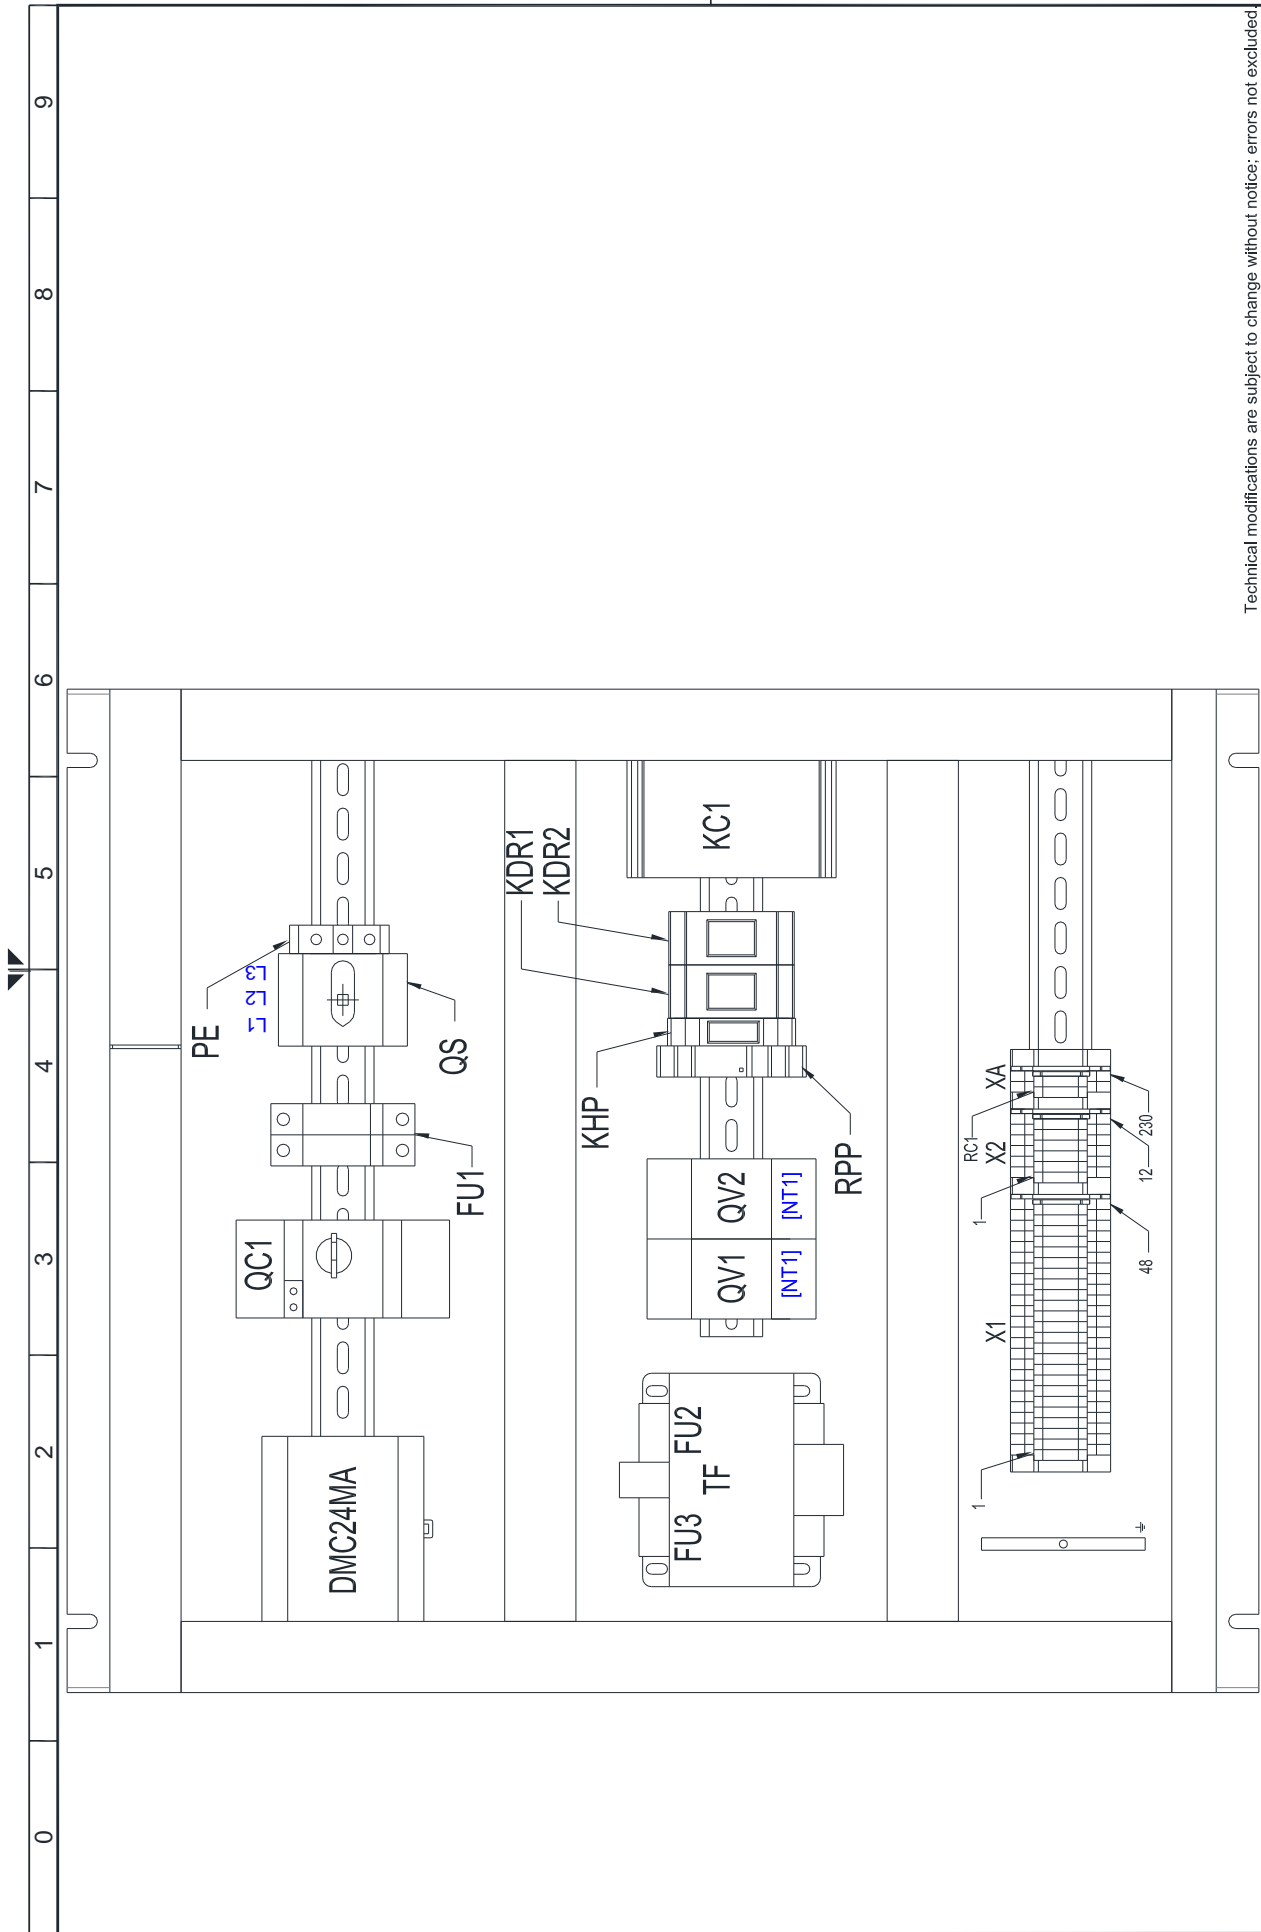 0 1 2 3 4 5 6 7 8 9
PE
L1
L2
L3
DMC24MA
QC1
FU1
QS
KDR1
KDR2
KHP
FU3
FU2
TF
QV1
QV2
[NT1]
[NT1]
RPP
KC1
RC1
1
1
X1
X2
XA
48
12
230
Technical modifications are subject to change without notice; errors not excluded.